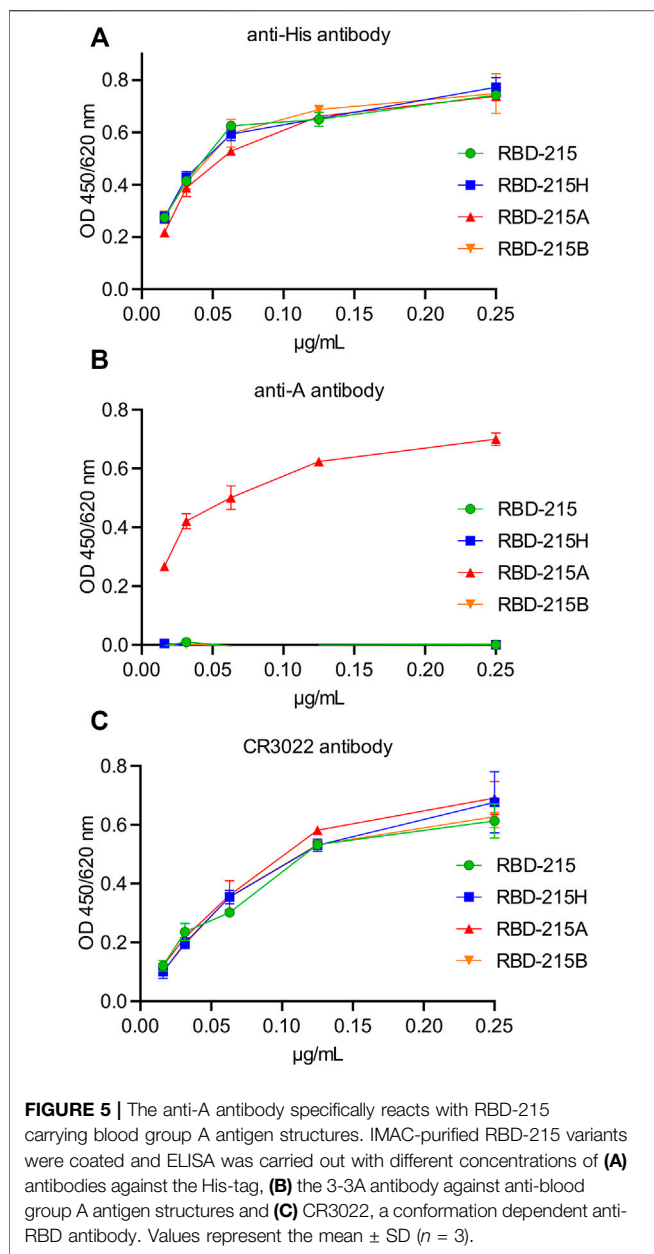 A
anti-His antibody
OD 450/620 nm
0.8
0.6
0.4
0.2
0.0
0.00 0.05 0.10 0.15 0.20 0.25
µg/mL
RBD-215
RBD-215H
RBD-215A
RBD-215B
B
anti-A antibody
OD 450/620 nm
0.8
0.6
0.4
0.2
0.0
0.00 0.05 0.10 0.15 0.20 0.25
µg/mL
RBD-215
RBD-215H
RBD-215A
RBD-215B
C
CR3022 antibody
OD 450/620 nm
0.8
0.6
0.4
0.2
0.0
0.00 0.05 0.10 0.15 0.20 0.25
µg/mL
RBD-215
RBD-215H
RBD-215A
RBD-215B
FIGURE 5 | The anti-A antibody specifically reacts with RBD-215
carrying blood group A antigen structures. IMAC-purified RBD-215 variants
were coated and ELISA was carried out with different concentrations of (A)
antibodies against the His-tag, (B) the 3-3A antibody against anti-blood
group A antigen structures and (C) CR3022, a conformation dependent anti-
RBD antibody. Values represent the mean ± SD (n = 3).